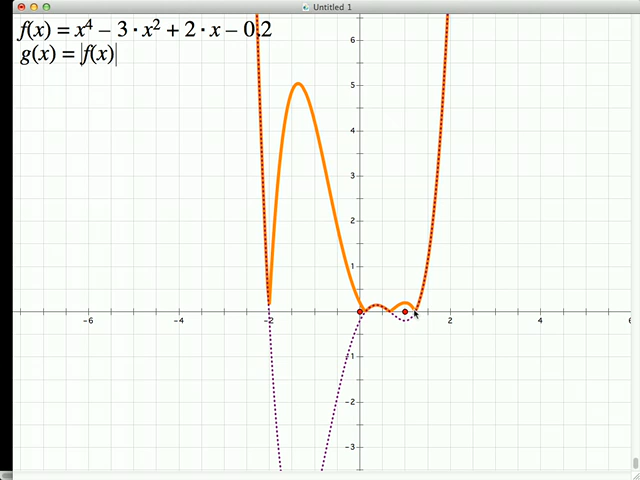 Untitled 1
f(x) = x⁴ – 3 · x² + 2 · x – 0.2
g(x) = |f(x)|
6
5
4
3
2
1
-6 -4 -2 2 4 6
-1
-2
-3